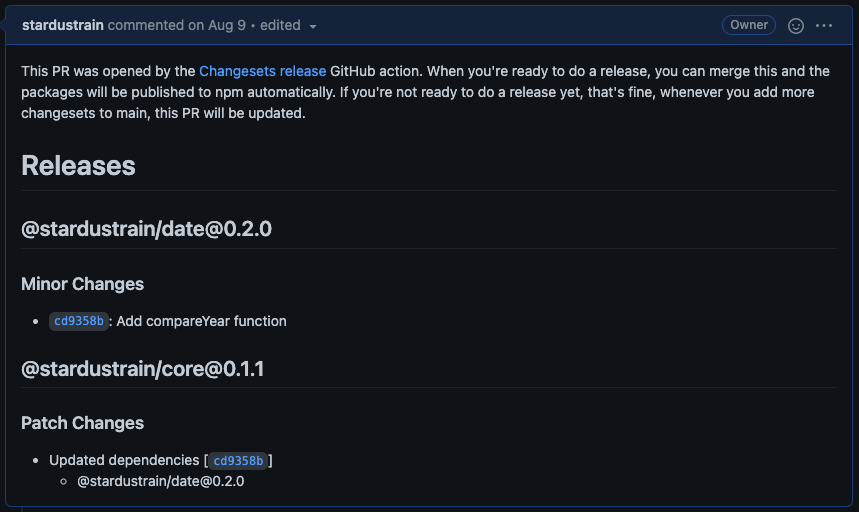 stardustrain commented on Aug 9 • edited
Owner
This PR was opened by the Changesets release GitHub action. When you're ready to do a release, you can merge this and the
packages will be published to npm automatically. If you're not ready to do a release yet, that's fine, whenever you add more
changesets to main, this PR will be updated.
Releases
@stardustrain/date@0.2.0
Minor Changes
• cd9358b: Add compareYear function
@stardustrain/core@0.1.1
Patch Changes
• Updated dependencies [cd9358b]
◦ @stardustrain/date@0.2.0